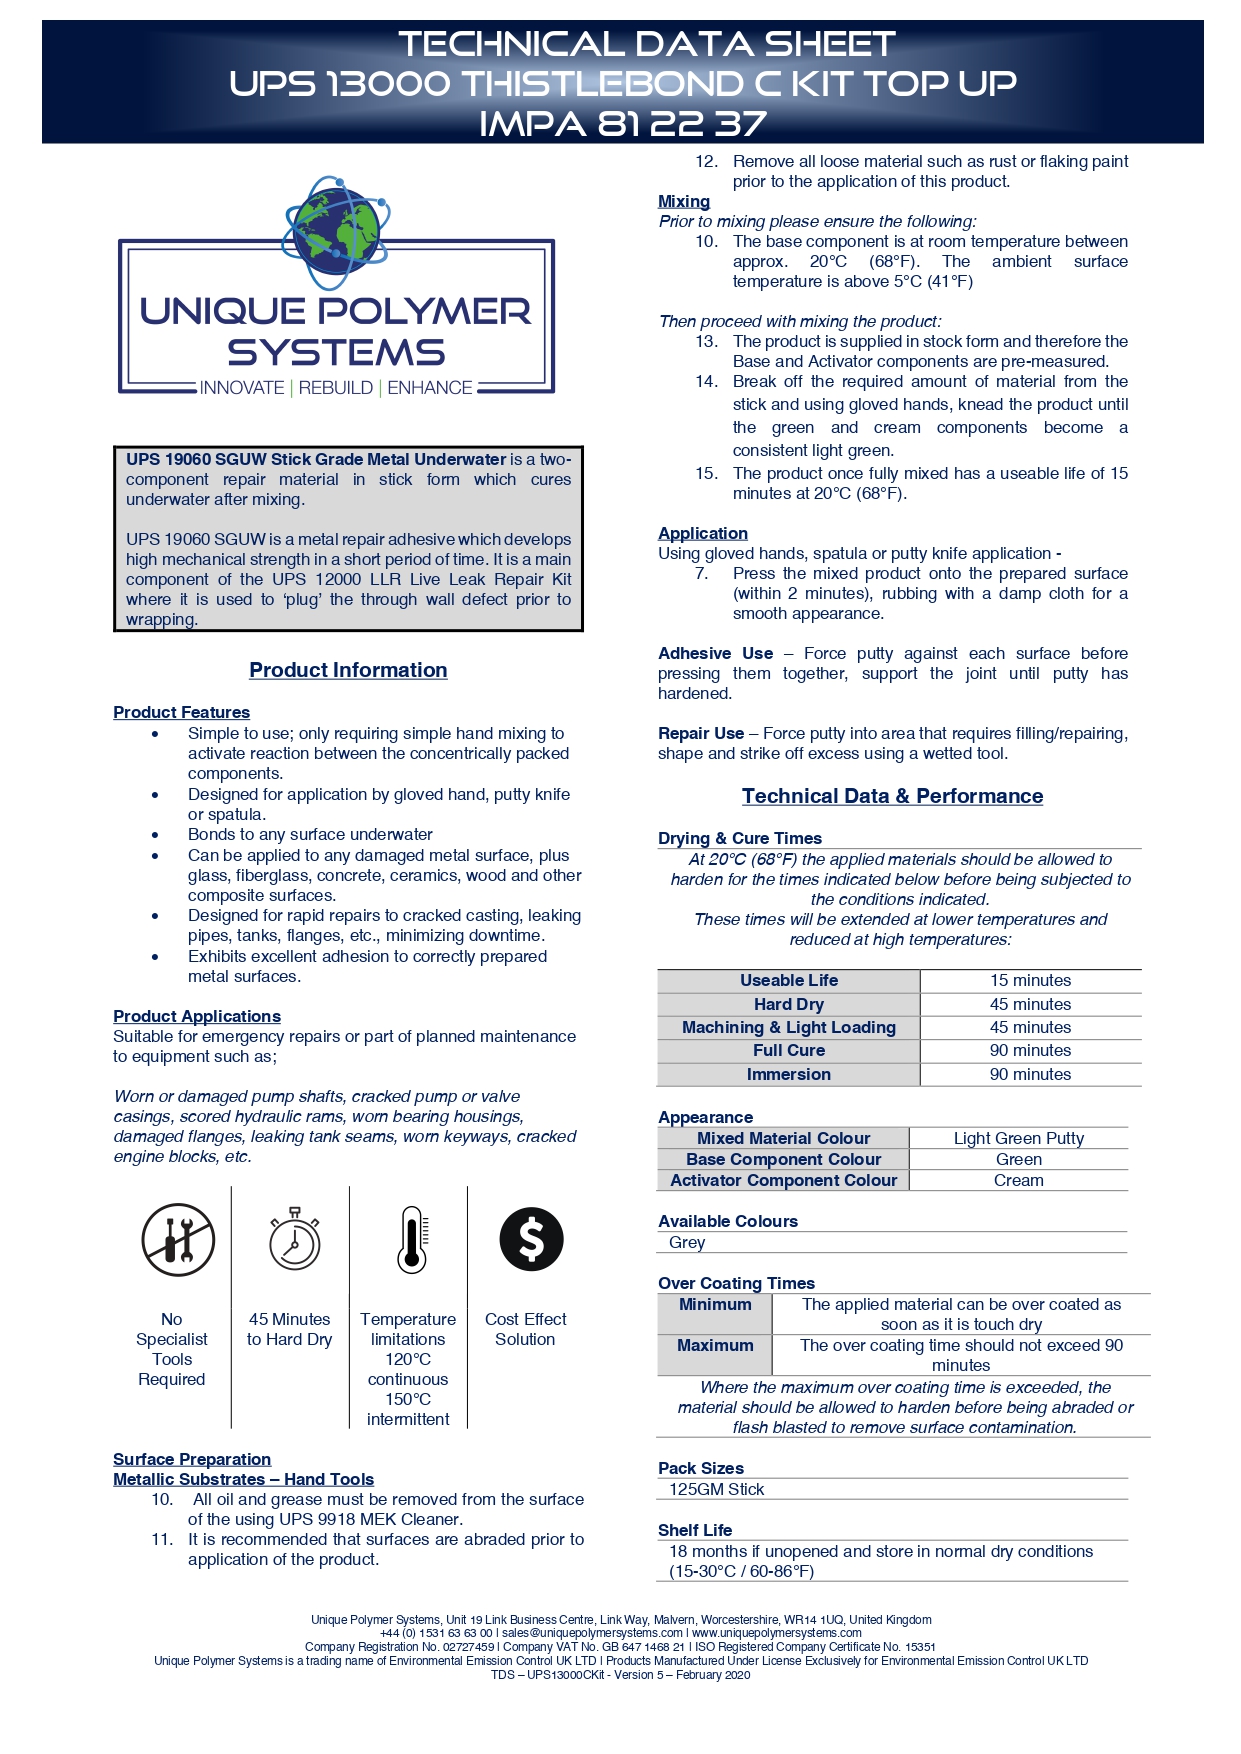 TECHNICAL DATA SHEET
UPS 13000 THISTLEBOND C KIT TOP UP
IMPA 81 22 37
UNIQUE POLYMER
SYSTEMS
INNOVATE | REBUILD | ENHANCE
UPS 19060 SGUW Stick Grade Metal Underwater is a two-
component repair material in stick form which cures
underwater after mixing.
UPS 19060 SGUW is a metal repair adhesive which develops
high mechanical strength in a short period of time. It is a main
component of the UPS 12000 LLR Live Leak Repair Kit
where it is used to ‘plug’ the through wall defect prior to
wrapping.
Product Information
Product Features
• Simple to use; only requiring simple hand mixing to
activate reaction between the concentrically packed
components.
• Designed for application by gloved hand, putty knife
or spatula.
• Bonds to any surface underwater
• Can be applied to any damaged metal surface, plus
glass, fiberglass, concrete, ceramics, wood and other
composite surfaces.
• Designed for rapid repairs to cracked casting, leaking
pipes, tanks, flanges, etc., minimizing downtime.
• Exhibits excellent adhesion to correctly prepared
metal surfaces.
Product Applications
Suitable for emergency repairs or part of planned maintenance
to equipment such as;
Worn or damaged pump shafts, cracked pump or valve
casings, scored hydraulic rams, worn bearing housings,
damaged flanges, leaking tank seams, worn keyways, cracked
engine blocks, etc.
$
No
Specialist
Tools
Required
45 Minutes
to Hard Dry
Temperature
limitations
120°C
continuous
150°C
intermittent
Cost Effect
Solution
Surface Preparation
Metallic Substrates – Hand Tools
10. All oil and grease must be removed from the surface
of the using UPS 9918 MEK Cleaner.
11. It is recommended that surfaces are abraded prior to
application of the product.
12. Remove all loose material such as rust or flaking paint
prior to the application of this product.
Mixing
Prior to mixing please ensure the following:
10. The base component is at room temperature between
approx. 20°C (68°F). The ambient surface
temperature is above 5°C (41°F)
Then proceed with mixing the product:
13. The product is supplied in stock form and therefore the
Base and Activator components are pre-measured.
14. Break off the required amount of material from the
stick and using gloved hands, knead the product until
the green and cream components become a
consistent light green.
15. The product once fully mixed has a useable life of 15
minutes at 20°C (68°F).
Application
Using gloved hands, spatula or putty knife application -
7. Press the mixed product onto the prepared surface
(within 2 minutes), rubbing with a damp cloth for a
smooth appearance.
Adhesive Use – Force putty against each surface before
pressing them together, support the joint until putty has
hardened.
Repair Use – Force putty into area that requires filling/repairing,
shape and strike off excess using a wetted tool.
Technical Data & Performance
Drying & Cure Times
At 20°C (68°F) the applied materials should be allowed to
harden for the times indicated below before being subjected to
the conditions indicated.
These times will be extended at lower temperatures and
reduced at high temperatures:
Useable Life 15 minutes
Hard Dry 45 minutes
Machining & Light Loading 45 minutes
Full Cure 90 minutes
Immersion 90 minutes
Appearance
Mixed Material Colour Light Green Putty
Base Component Colour Green
Activator Component Colour Cream
Available Colours
Grey
Over Coating Times
Minimum The applied material can be over coated as
soon as it is touch dry
Maximum The over coating time should not exceed 90
minutes
Where the maximum over coating time is exceeded, the
material should be allowed to harden before being abraded or
flash blasted to remove surface contamination.
Pack Sizes
125GM Stick
Shelf Life
18 months if unopened and store in normal dry conditions
(15-30°C / 60-86°F)
Unique Polymer Systems, Unit 19 Link Business Centre, Link Way, Malvern, Worcestershire, WR14 1UQ, United Kingdom
+44 (0) 1531 63 63 00 | sales@uniquepolymersystems.com | www.uniquepolymersystems.com
Company Registration No. 02727459 | Company VAT No. GB 647 1468 21 | ISO Registered Company Certificate No. 15351
Unique Polymer Systems is a trading name of Environmental Emission Control UK LTD | Products Manufactured Under License Exclusively for Environmental Emission Control UK LTD
TDS – UPS13000CKit - Version 5 – February 2020